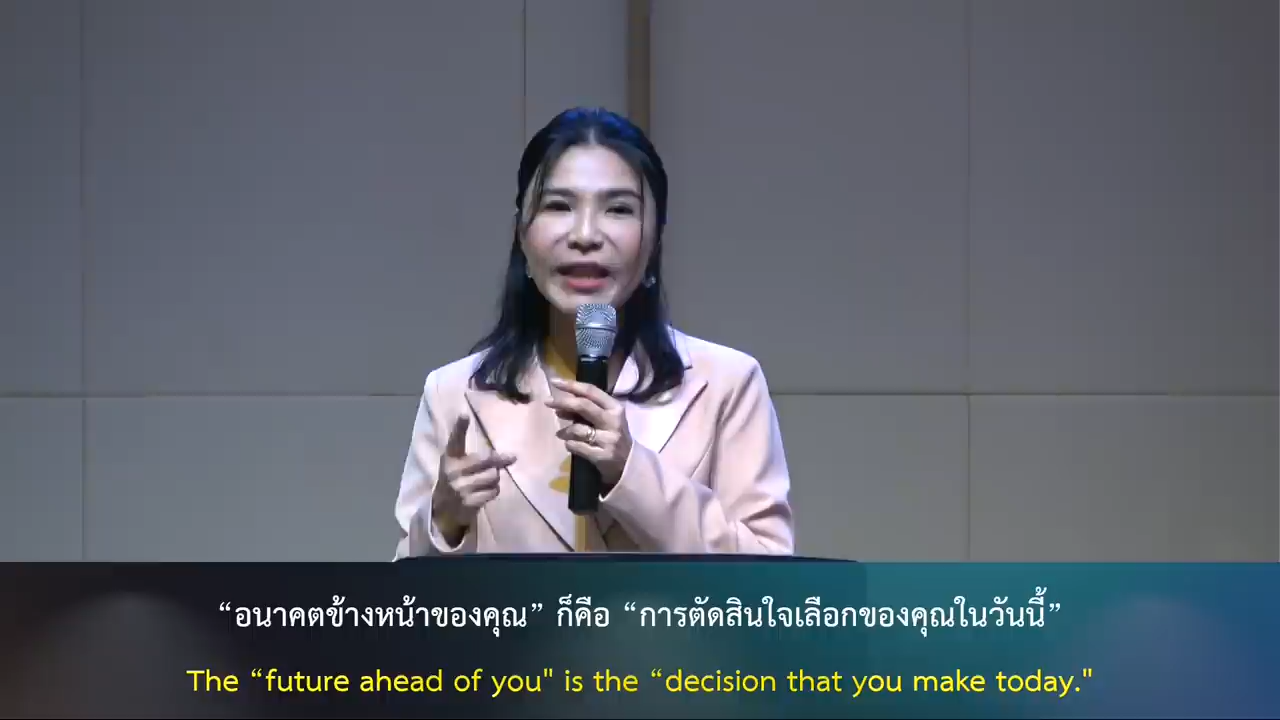 “อนาคตข้างหน้าของคุณ” ก็คือ “การตัดสินใจเลือกของคุณในวันนี้”
The “future ahead of you" is the “decision that you make today."